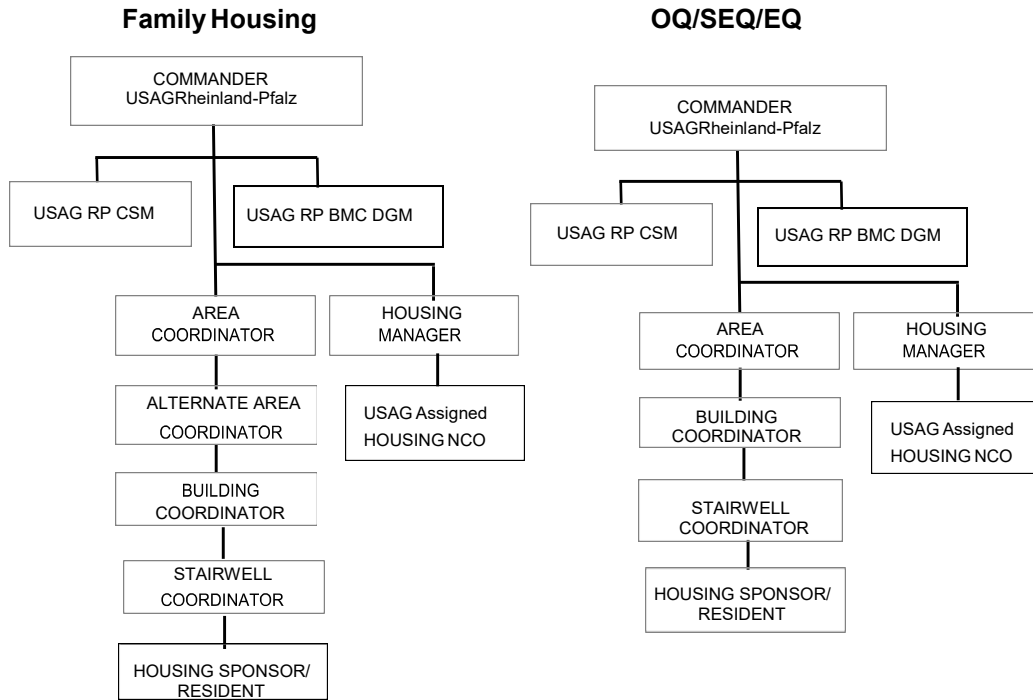 Family Housing
COMMANDER
USAGRheinland-Pfalz
USAG RP CSM
USAG RP BMC DGM
AREA
COORDINATOR
HOUSING
MANAGER
ALTERNATE AREA
COORDINATOR
USAG Assigned
HOUSING NCO
BUILDING
COORDINATOR
STAIRWELL
COORDINATOR
HOUSING SPONSOR/
RESIDENT
OQ/SEQ/EQ
COMMANDER
USAGRheinland-Pfalz
USAG RP CSM
USAG RP BMC DGM
AREA
COORDINATOR
HOUSING
MANAGER
BUILDING
COORDINATOR
USAG Assigned
HOUSING NCO
STAIRWELL
COORDINATOR
HOUSING SPONSOR/
RESIDENT